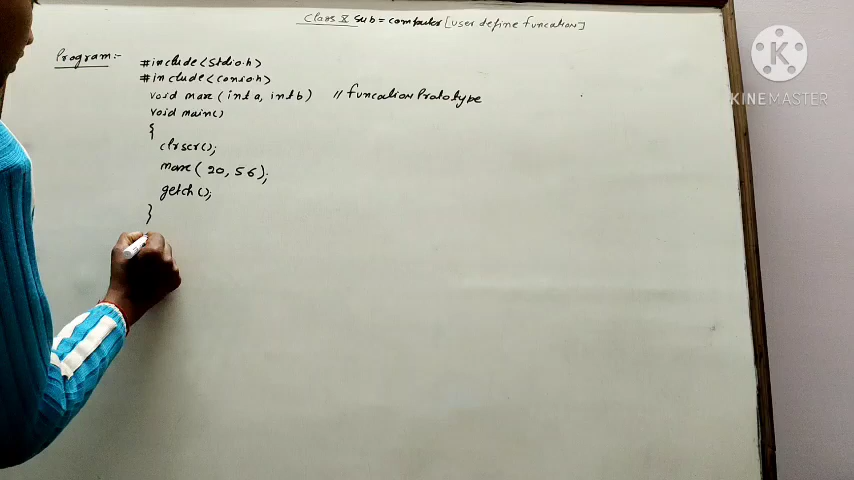 Class X Sub = computer [user define funcation]
Program:-
#include<stdio.h>
#include<conio.h>
void max (int a, int b) // funcation Prototype
void main()
{
clrscr();
max (20, 56);
getch();
}
K
KINEMASTER